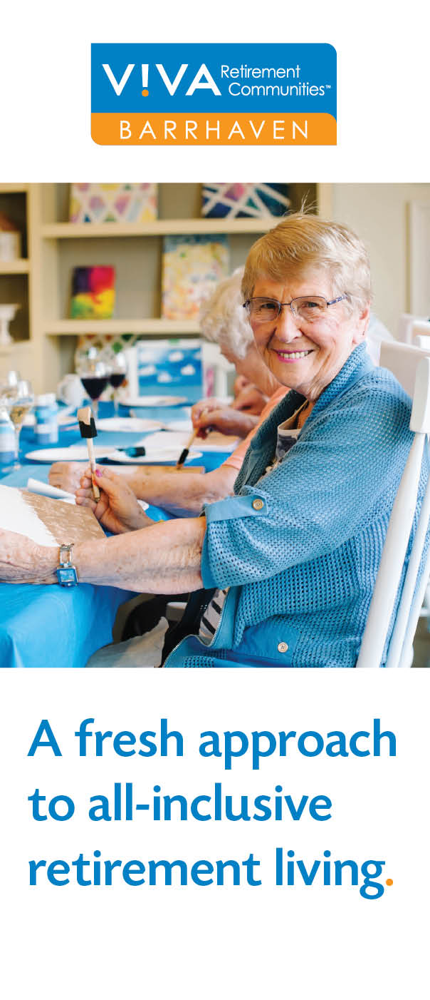 V!VA Retirement
Communities™
BARRHAVEN
A fresh approach
to all-inclusive
retirement living.